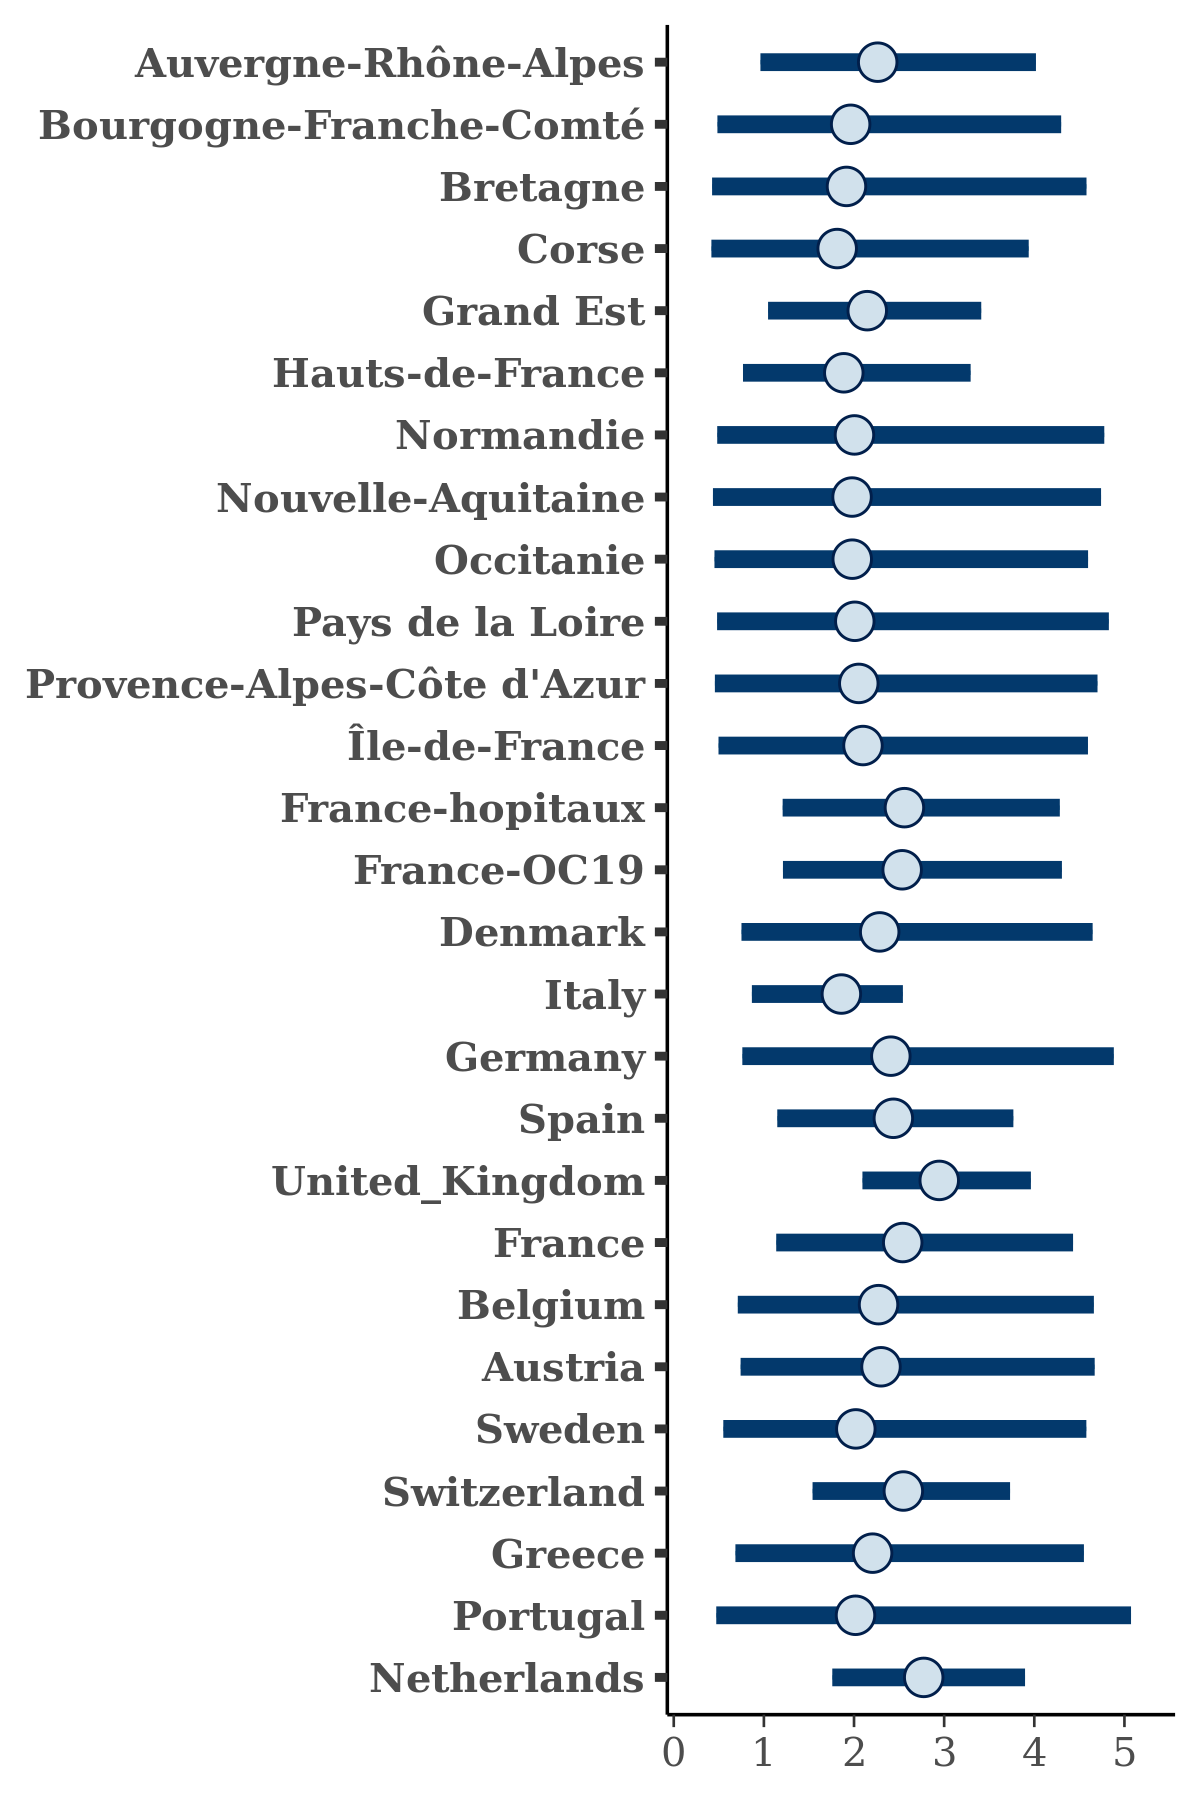 Auvergne-Rhône-Alpes
Bourgogne-Franche-Comté
Bretagne
Corse
Grand Est
Hauts-de-France
Normandie
Nouvelle-Aquitaine
Occitanie
Pays de la Loire
Provence-Alpes-Côte d'Azur
Île-de-France
France-hopitaux
France-OC19
Denmark
Italy
Germany
Spain
United_Kingdom
France
Belgium
Austria
Sweden
Switzerland
Greece
Portugal
Netherlands
0 1 2 3 4 5